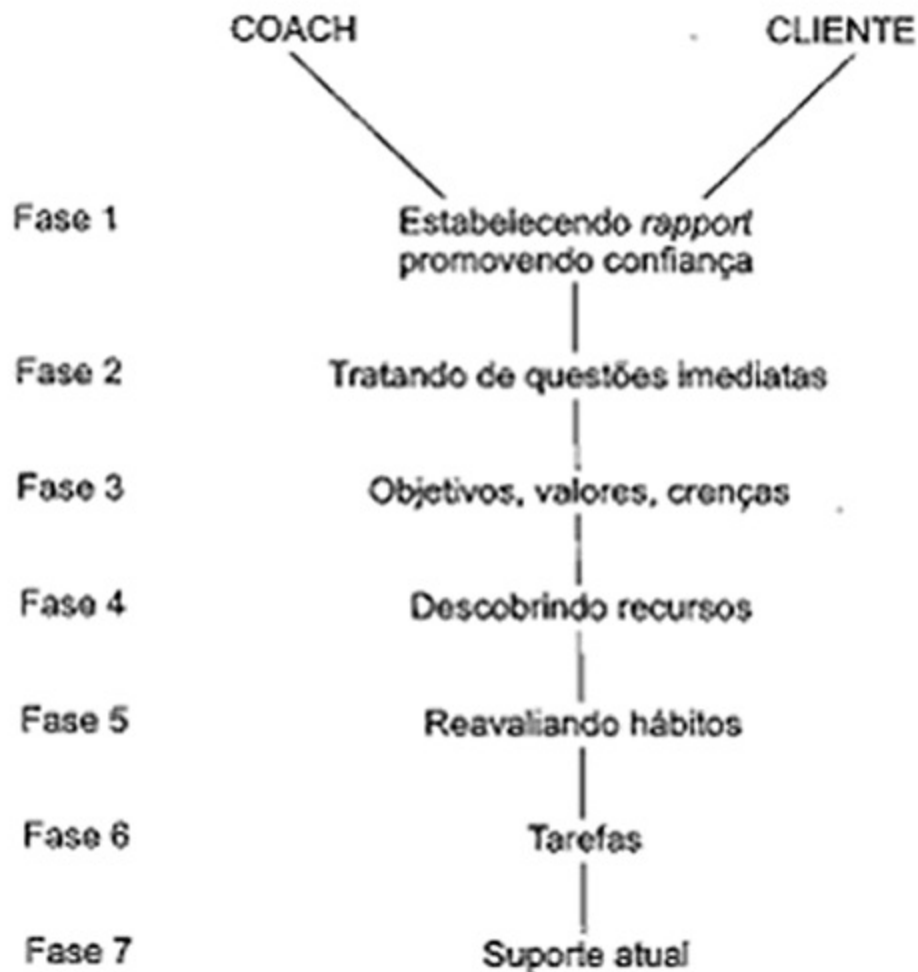 COACH CLIENTE
Fase 1 Estabelecendo rapport
promovendo confiança
Fase 2 Tratando de questões imediatas
Fase 3 Objetivos, valores, crenças
Fase 4 Descobrindo recursos
Fase 5 Reavaliando hábitos
Fase 6 Tarefas
Fase 7 Suporte atual